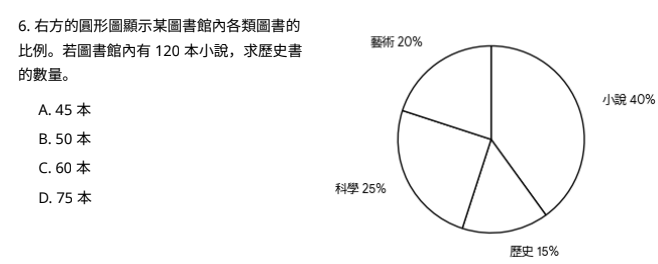 6. 右方的圓形圖顯示某圖書館內各類圖書的
比例。若圖書館內有 120 本小說，求歷史書
的數量。
A. 45 本
B. 50 本
C. 60 本
D. 75 本
藝術 20%
小說 40%
科學 25%
歷史 15%